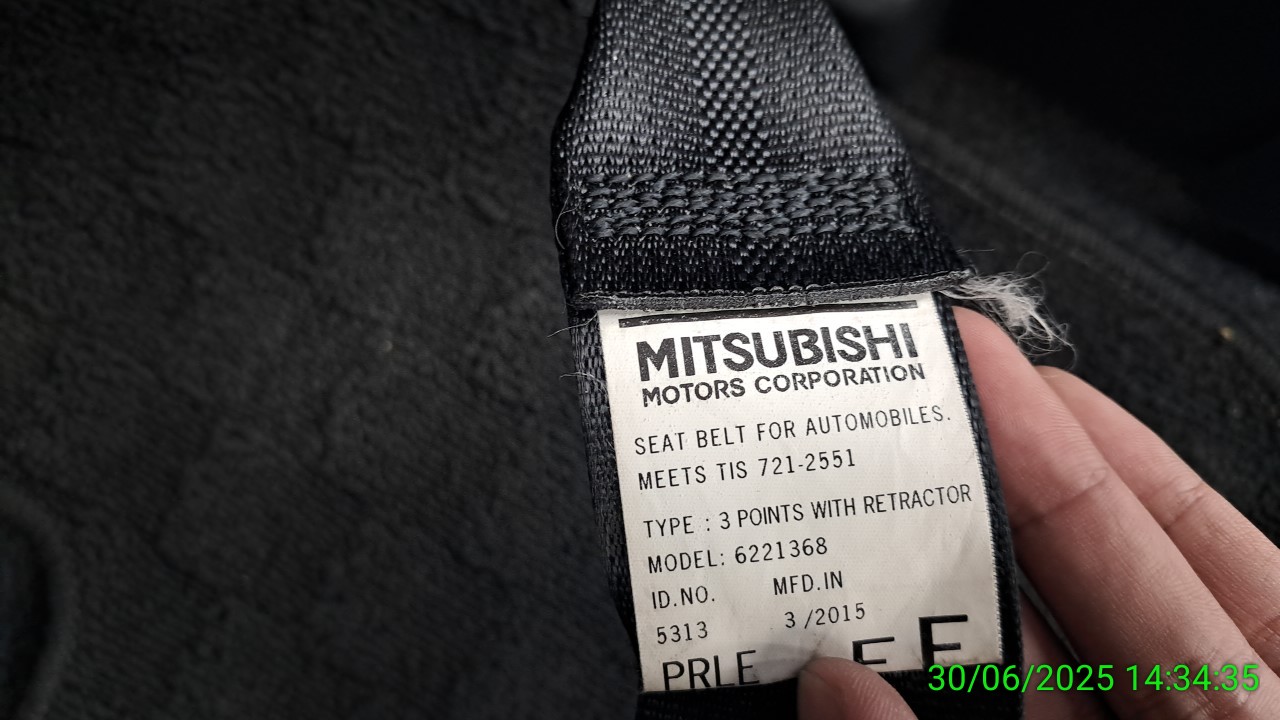 MITSUBISHI
MOTORS CORPORATION
SEAT BELT FOR AUTOMOBILES.
MEETS TIS 721-2551
TYPE : 3 POINTS WITH RETRACTOR
MODEL: 6221368
ID.NO. MFD.IN
5313 3 /2015
PRLE
30/06/2025 14:34:35